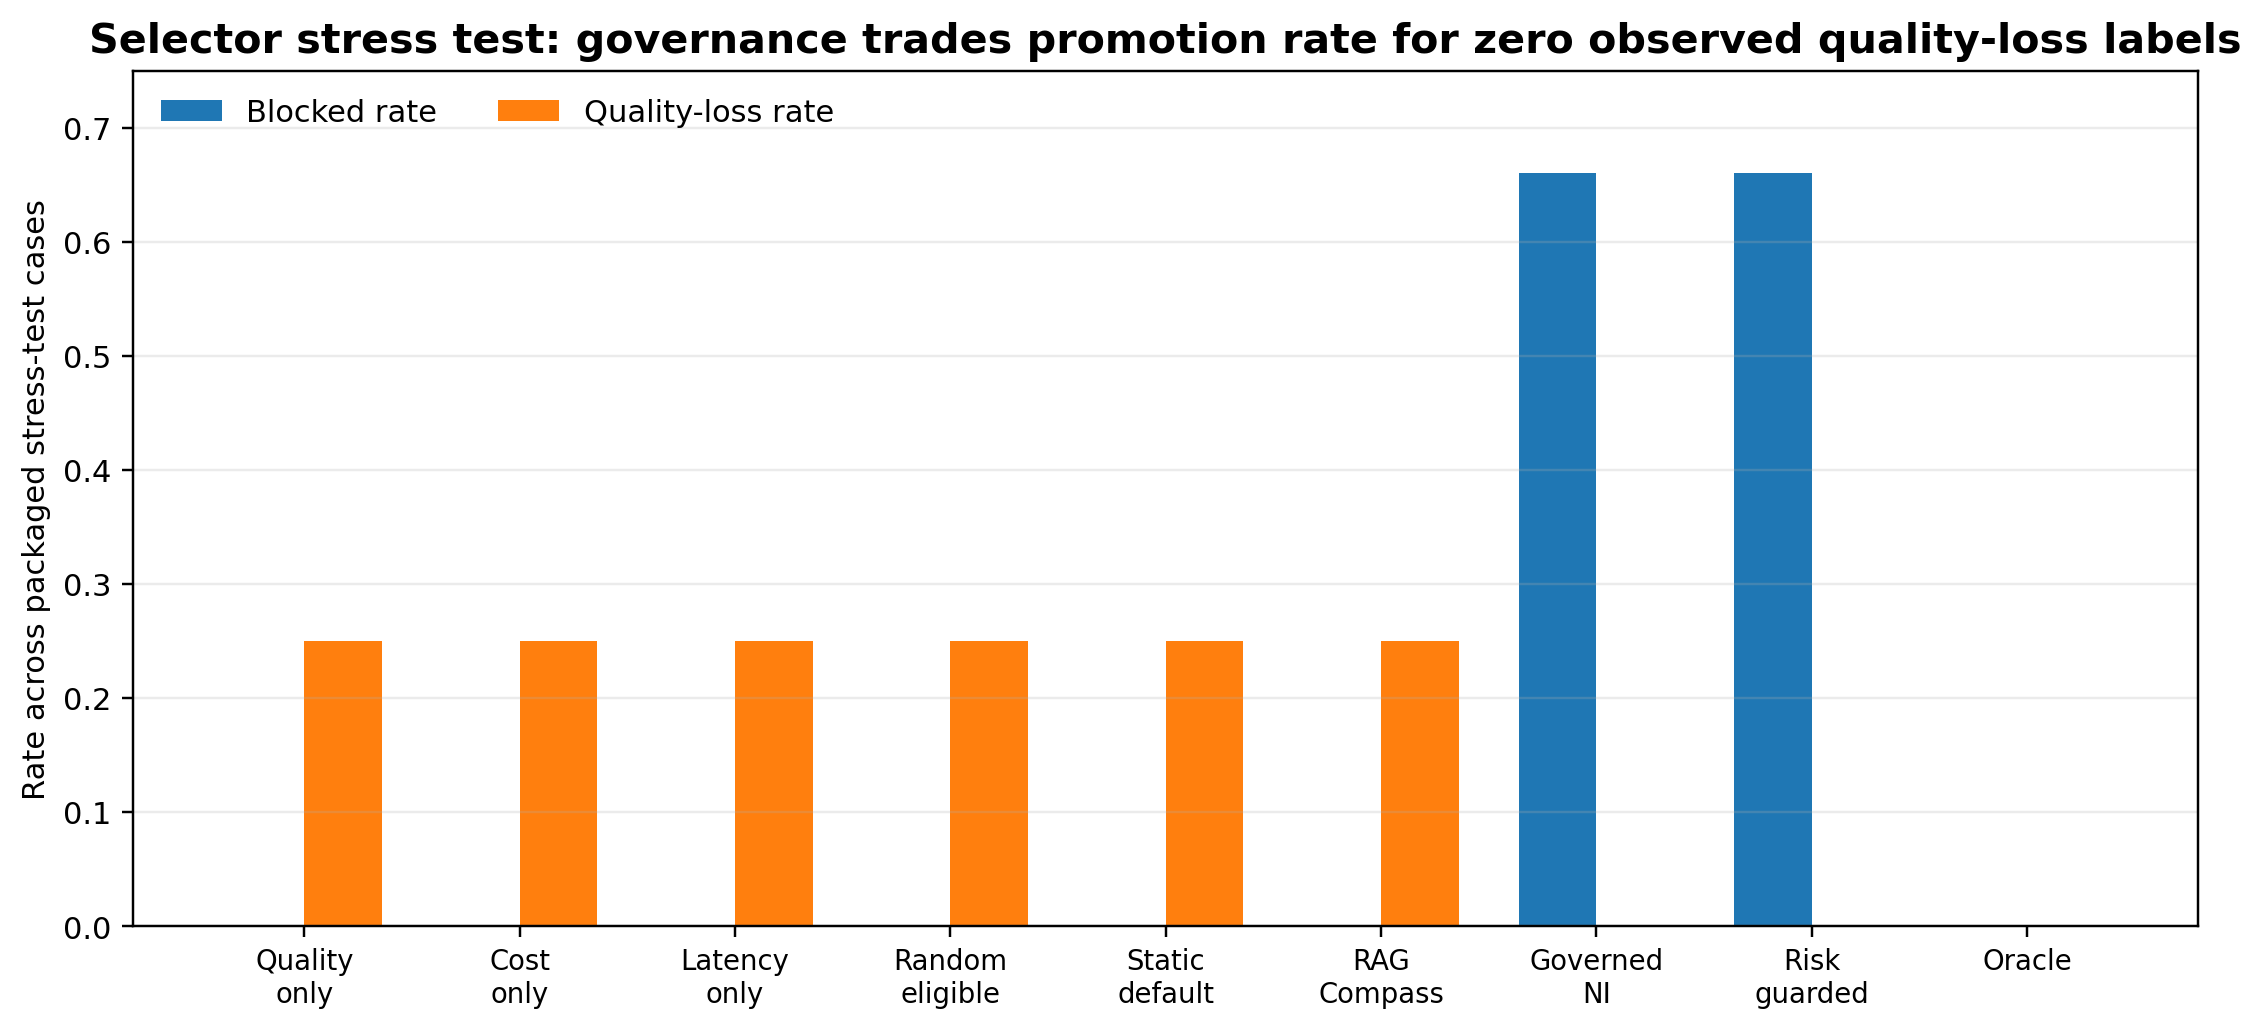 Selector stress test: governance trades promotion rate for zero observed quality-loss labels
Blocked rate
Quality-loss rate
Rate across packaged stress-test cases
0.7
0.6
0.5
0.4
0.3
0.2
0.1
0.0
Quality
only
Cost
only
Latency
only
Random
eligible
Static
default
RAG
Compass
Governed
NI
Risk
guarded
Oracle